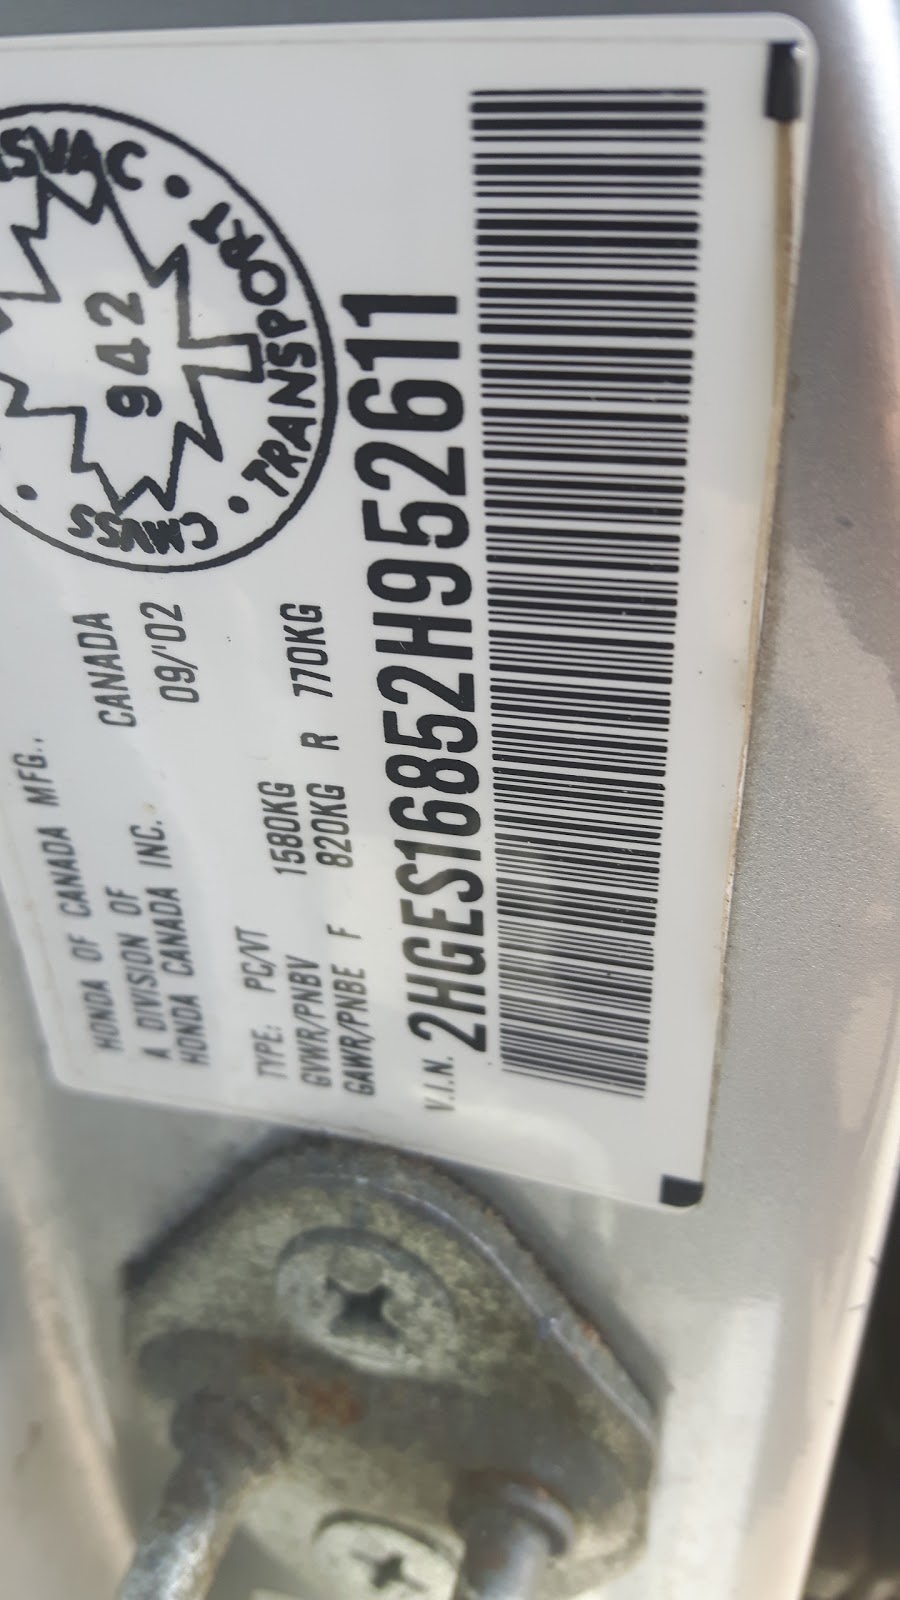 HONDA OF CANADA MFG.,
A DIVISION OF CANADA
HONDA CANADA INC. 09/'02
TYPE: PC/VT
GVWR/PNBV 1580KG
GAWR/PNBE F 820KG R 770KG
V.I.N. 2HGES16852H952611
TRANSPORT
942
CMVSS